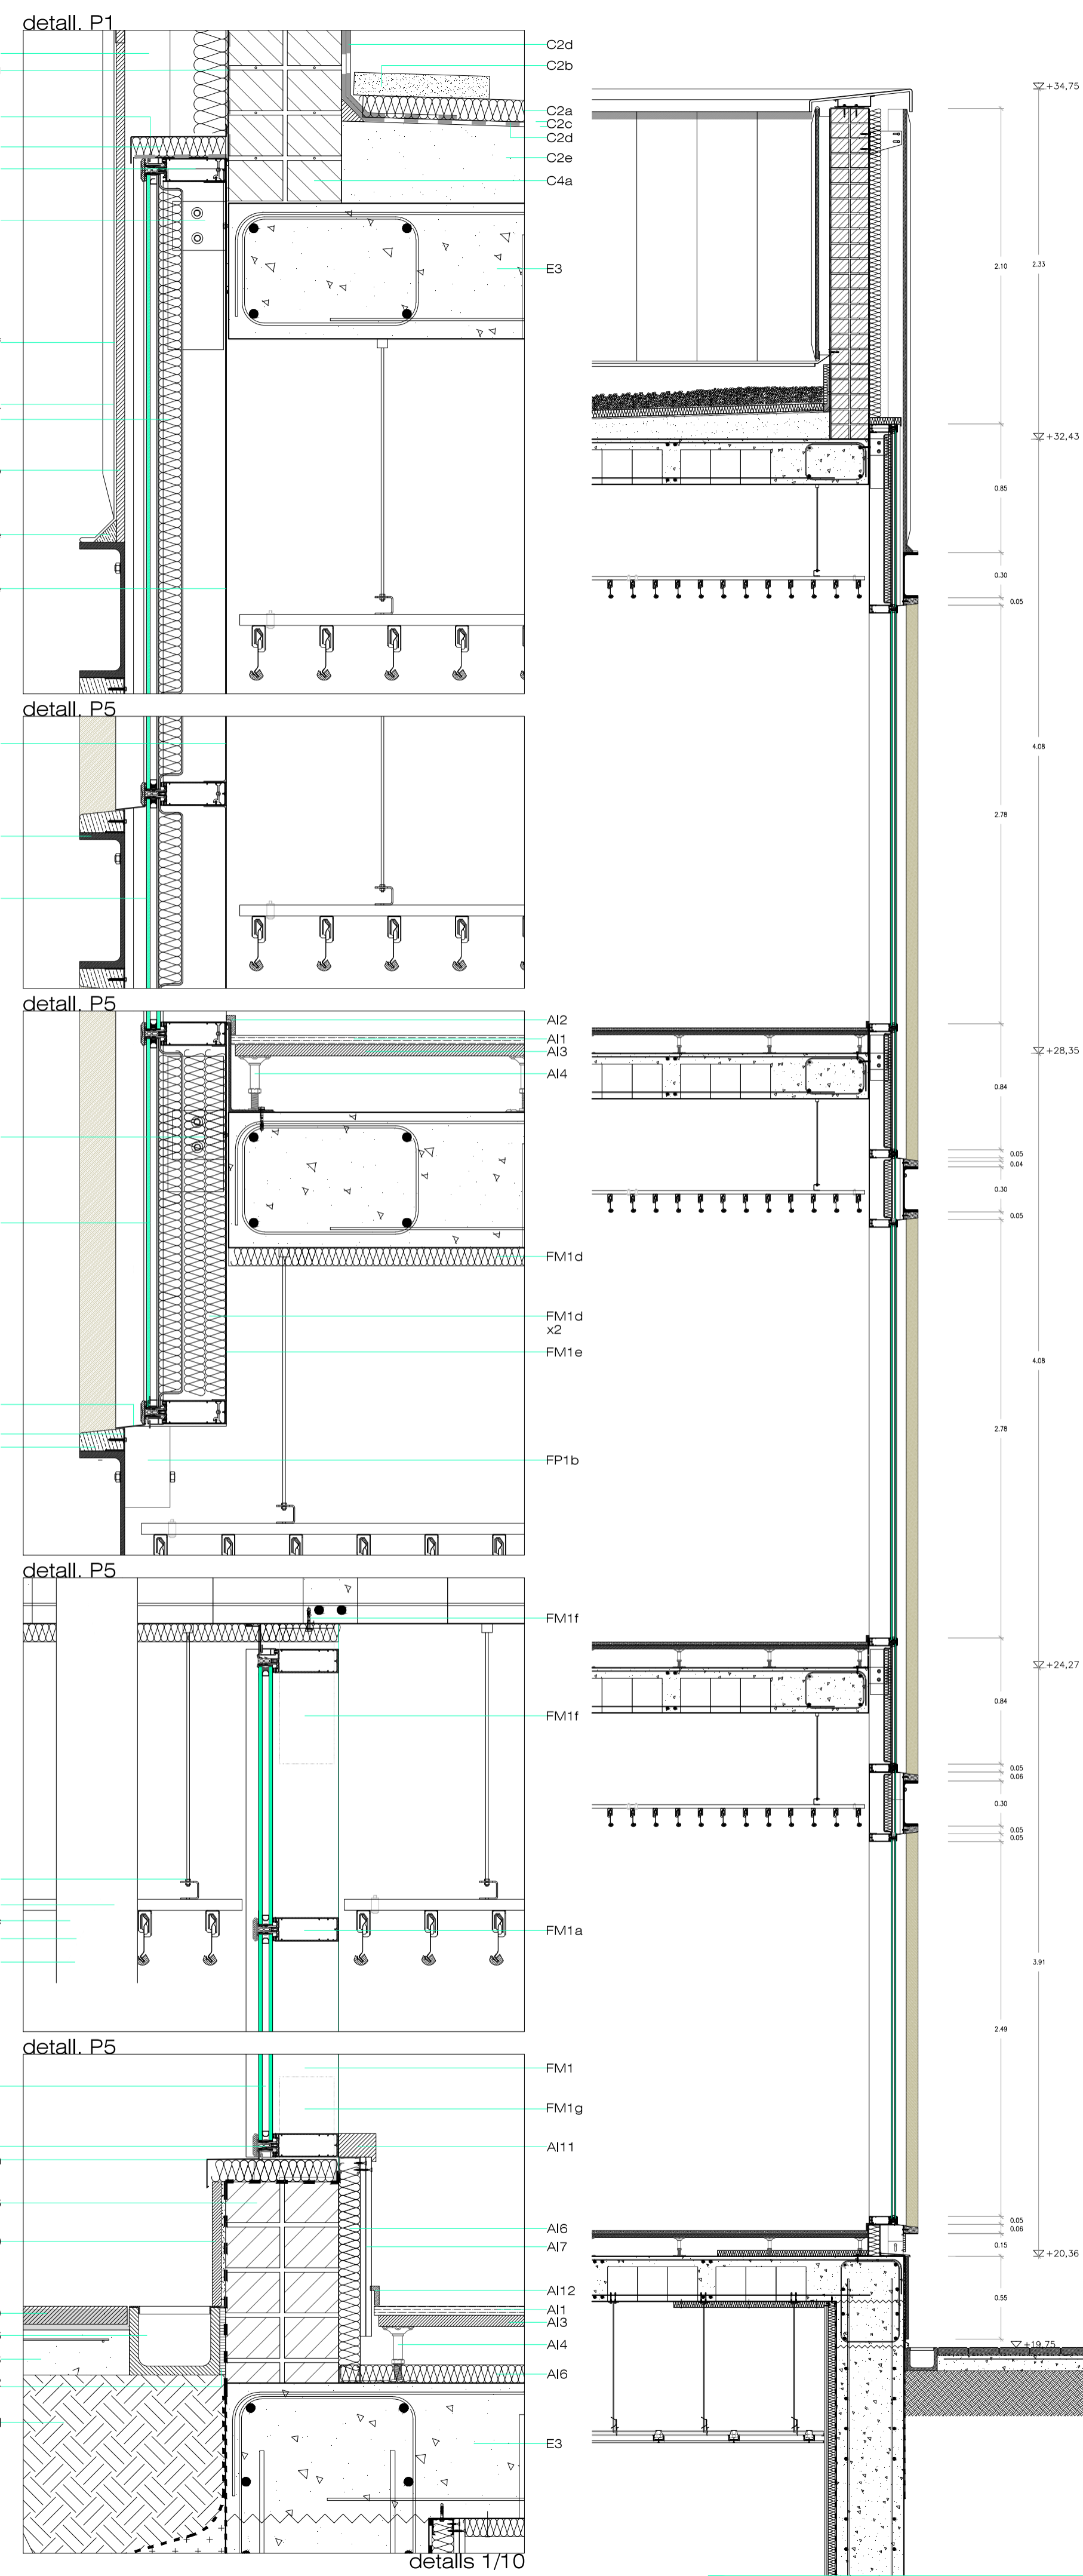 detall. P1
C2d
C2b
C2a
C2c
C2d
C2e
C4a
E3
detall. P5
detall. P5
AI2
AI1
AI3
AI4
FM1d
FM1d
x2
FM1e
FP1b
detall. P5
FM1f
FM1f
FM1a
detall. P5
FM1
FM1g
AI11
AI6
AI7
AI12
AI1
AI3
AI4
AI6
E3
detalls 1/10
+34,75
2.10
2.33
+32,43
0.85
0.30
0.05
4.08
2.78
+28,35
0.84
0.05
0.04
0.30
0.05
4.08
2.78
+24,27
0.84
0.05
0.06
0.30
0.05
0.05
3.91
2.49
0.05
0.06
0.15
+20,36
0.55
+19,75